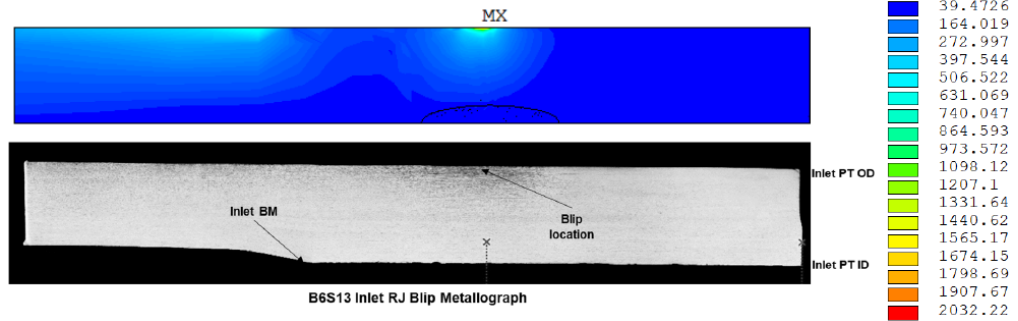 MX
39.4726
164.019
272.997
397.544
506.522
631.069
740.047
864.593
973.572
1098.12
1207.1
1331.64
1440.62
1565.17
1674.15
1798.69
1907.67
2032.22
Inlet PT OD
Inlet BM
Blip
location
Inlet PT ID
B6S13 Inlet RJ Blip Metallograph